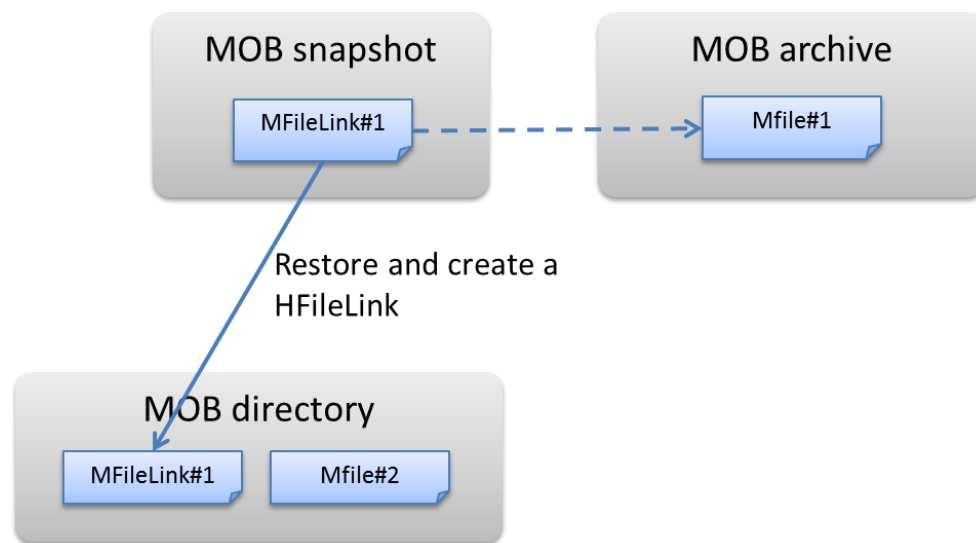 MOB snapshot
MFileLink#1
MOB archive
Mfile#1
Restore and create a
HFileLink
MOB directory
MFileLink#1
Mfile#2